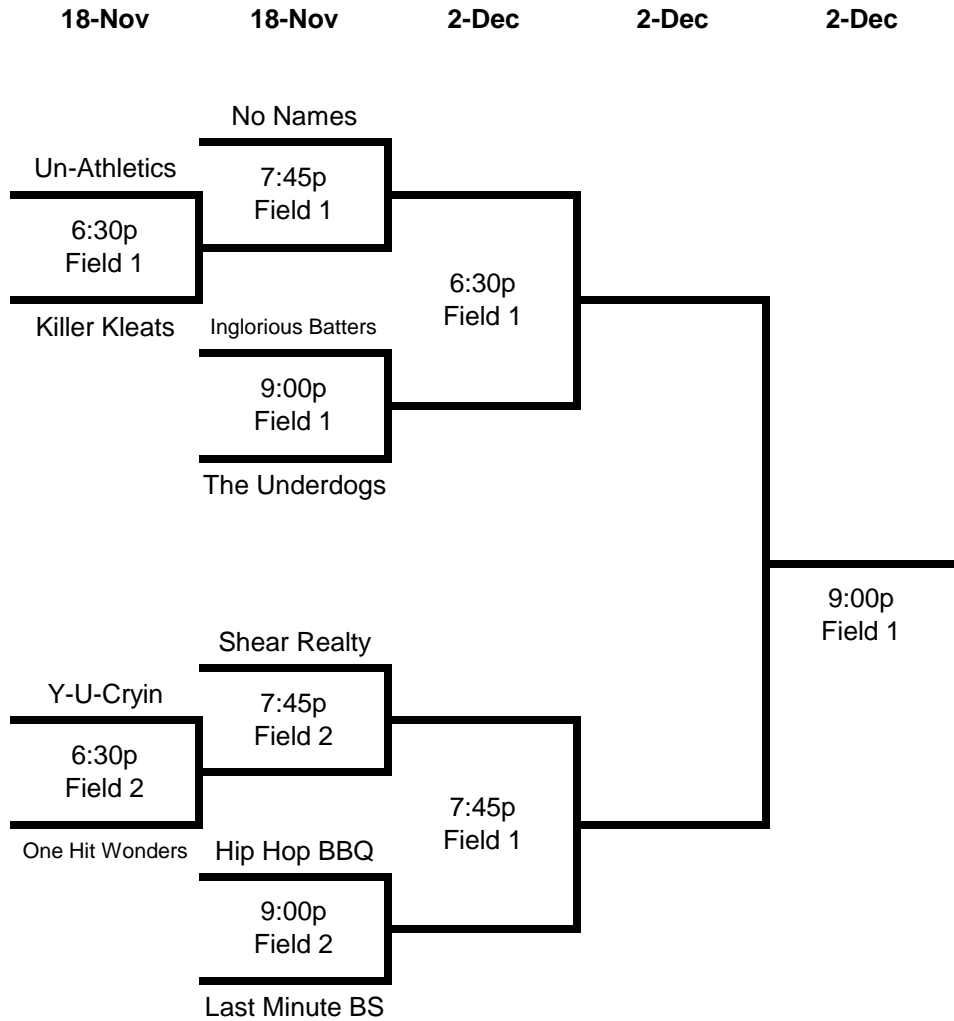 18-Nov 18-Nov 2-Dec 2-Dec 2-Dec
No Names
Un-Athletics
7:45p
Field 1
6:30p
Field 1
6:30p
Field 1
Killer Kleats
Inglorious Batters
9:00p
Field 1
The Underdogs
9:00p
Field 1
Shear Realty
Y-U-Cryin
7:45p
Field 2
6:30p
Field 2
7:45p
Field 1
One Hit Wonders
Hip Hop BBQ
9:00p
Field 2
Last Minute BS